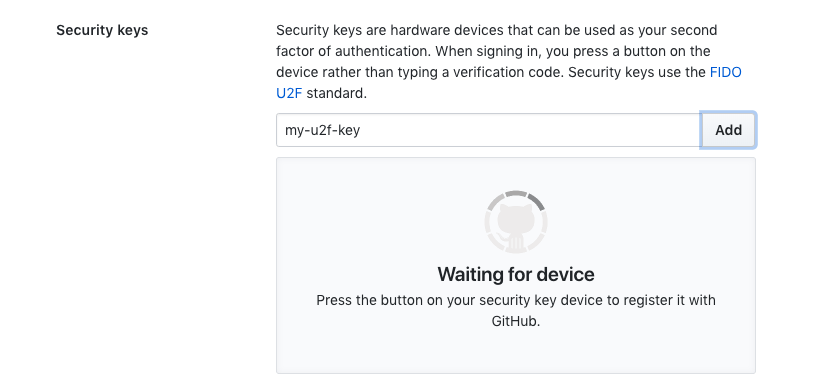 Security keys
Security keys are hardware devices that can be used as your second
factor of authentication. When signing in, you press a button on the
device rather than typing a verification code. Security keys use the FIDO
U2F standard.
my-u2f-key
Add
Waiting for device
Press the button on your security key device to register it with
GitHub.